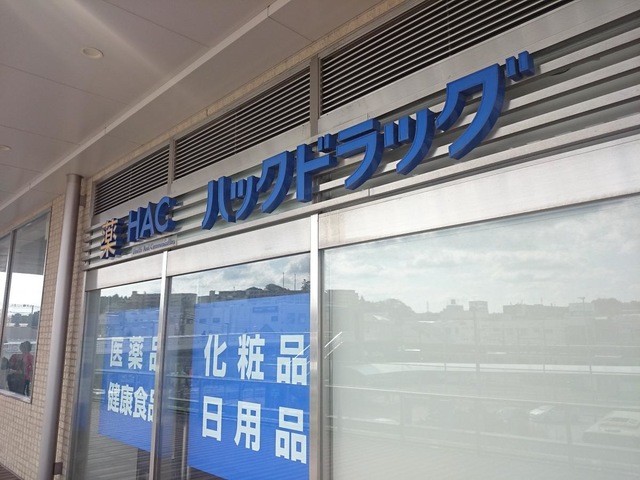 薬 HAC ハックドラッグ
医薬品 化粧品
健康食品 日用品